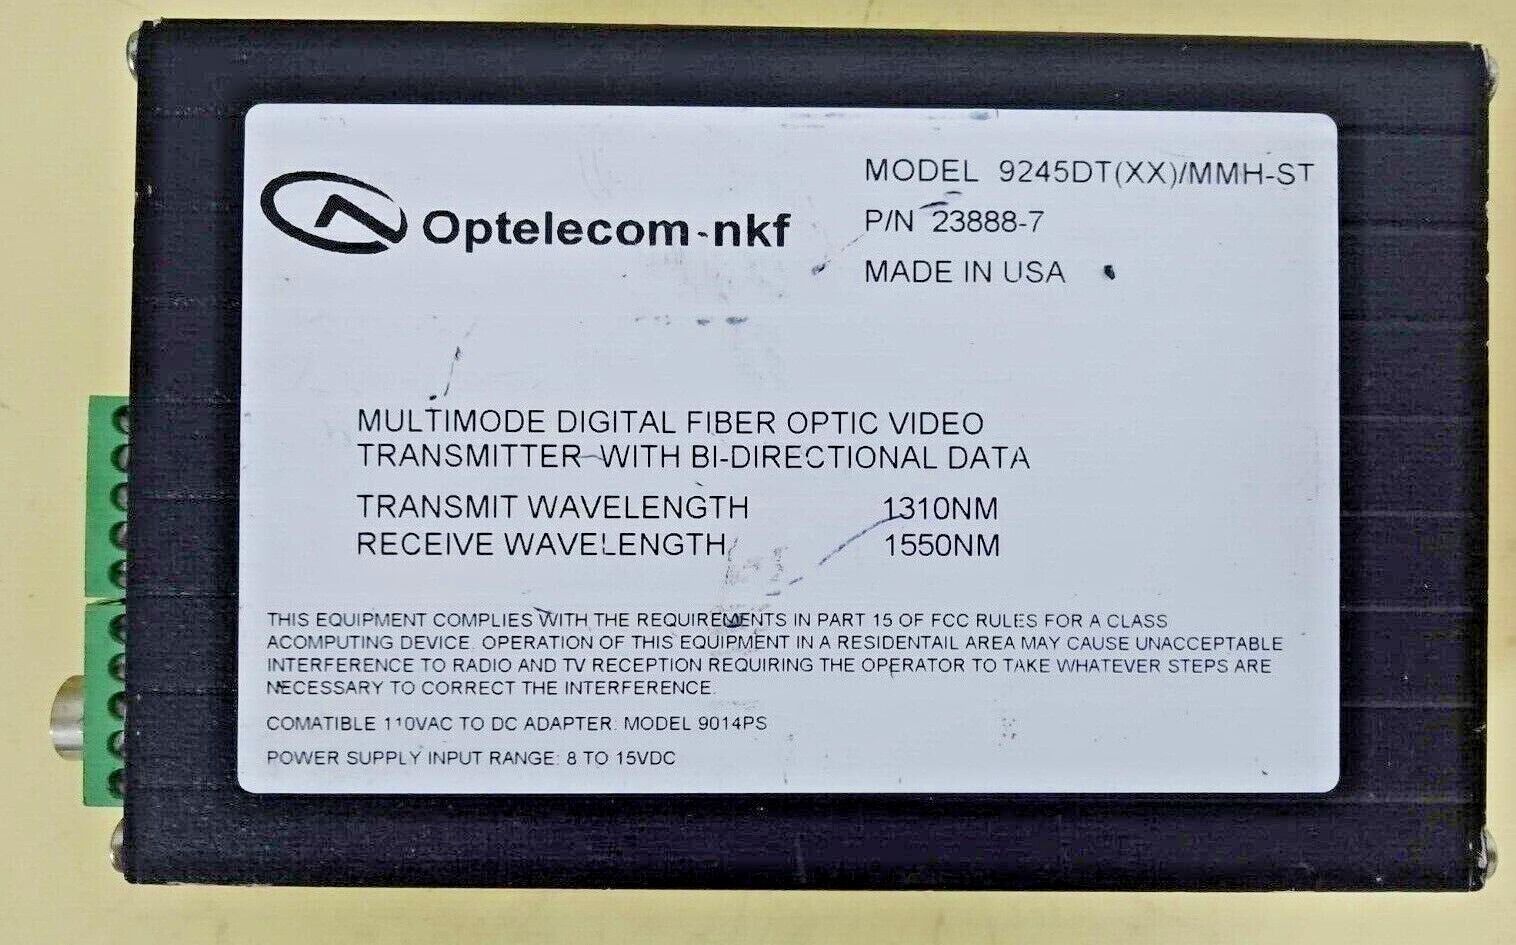 Optelecom-nkf
MODEL 9245DT(XX)/MMH-ST
P/N 23888-7
MADE IN USA
MULTIMODE DIGITAL FIBER OPTIC VIDEO
TRANSMITTER WITH BI-DIRECTIONAL DATA
TRANSMIT WAVELENGTH 1310NM
RECEIVE WAVELENGTH 1550NM
THIS EQUIPMENT COMPLIES WITH THE REQUIREMENTS IN PART 15 OF FCC RULES FOR A CLASS
ACOMPUTING DEVICE. OPERATION OF THIS EQUIPMENT IN A RESIDENTAIL AREA MAY CAUSE UNACCEPTABLE
INTERFERENCE TO RADIO AND TV RECEPTION REQUIRING THE OPERATOR TO TAKE WHATEVER STEPS ARE
NECESSARY TO CORRECT THE INTERFERENCE.
COMATIBLE 110VAC TO DC ADAPTER: MODEL 9014PS
POWER SUPPLY INPUT RANGE: 8 TO 15VDC